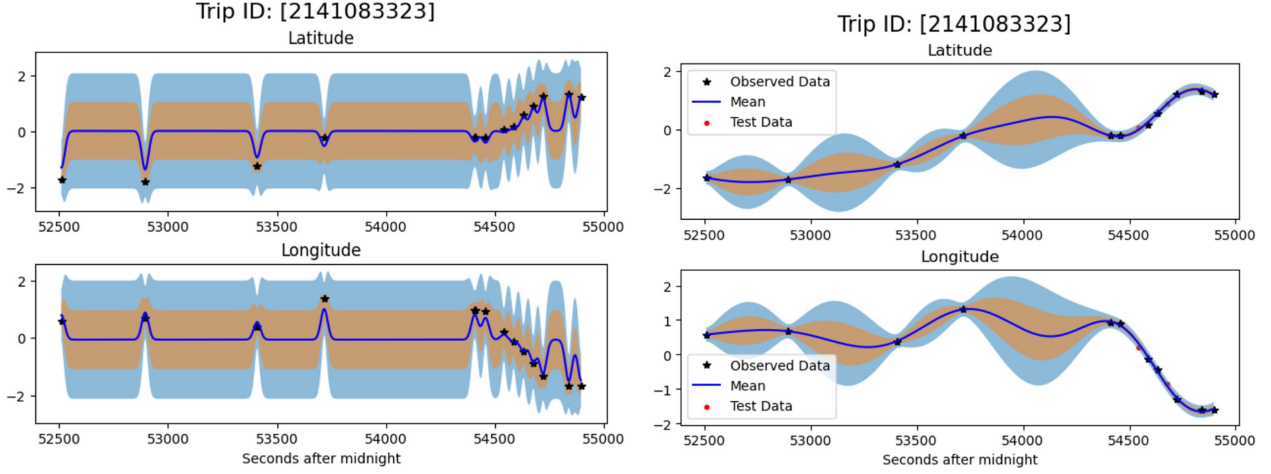 Trip ID: [2141083323]
Latitude
2
0
−2
52500 53000 53500 54000 54500 55000
Longitude
2
0
−2
52500 53000 53500 54000 54500 55000
Seconds after midnight
Trip ID: [2141083323]
Latitude
2
0
−2
Observed Data
Mean
Test Data
52500 53000 53500 54000 54500 55000
Longitude
2
1
0
−1
−2
Observed Data
Mean
Test Data
52500 53000 53500 54000 54500 55000
Seconds after midnight